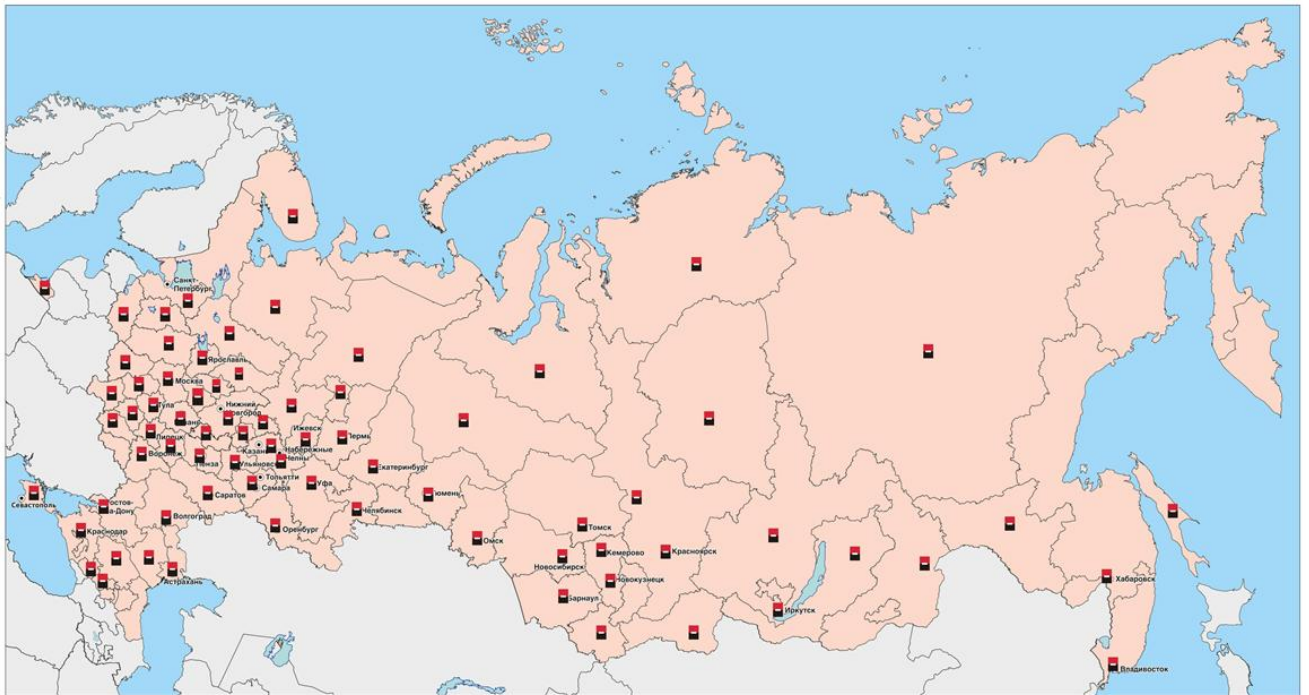 Санкт-
Петербург
Ярославль
Москва
Тула
Нижний
Новгород
Рязань
Липецк
Ижевск
Пермь
Казань
Набережные
Челны
Воронеж
Пенза
Ульяновск
Екатеринбург
Тольятти
Самара
Уфа
Тюмень
Саратов
Севастополь
Ростов-
на-Дону
Челябинск
Волгоград
Оренбург
Краснодар
Томск
Омск
Кемерово
Красноярск
Новосибирск
Новокузнецк
Астрахань
Хабаровск
Барнаул
Иркутск
Владивосток